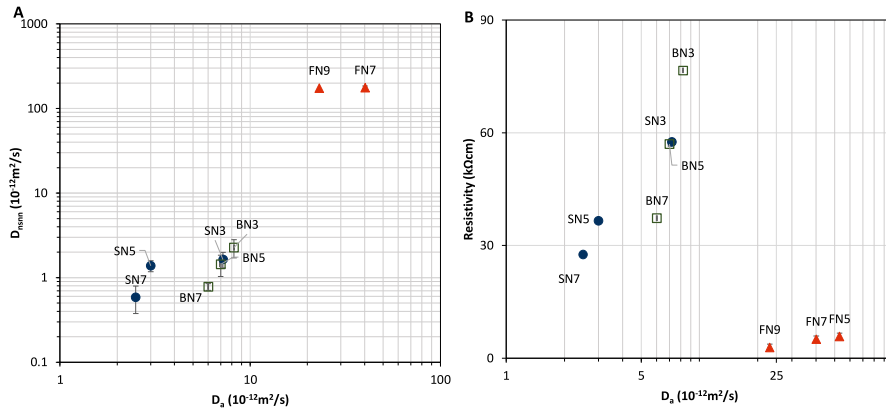 A
1000
100
10
1
0.1
1
10
100
Dnsnn (10-12m2/s)
Da (10-12m2/s)
FN9
FN7
SN5
SN7
SN3
BN3
BN5
BN7
B
90
60
30
0
1
5
25
Resistivity (kΩcm)
Da (10-12m2/s)
BN3
SN3
BN5
BN7
SN5
SN7
FN9
FN7
FN5